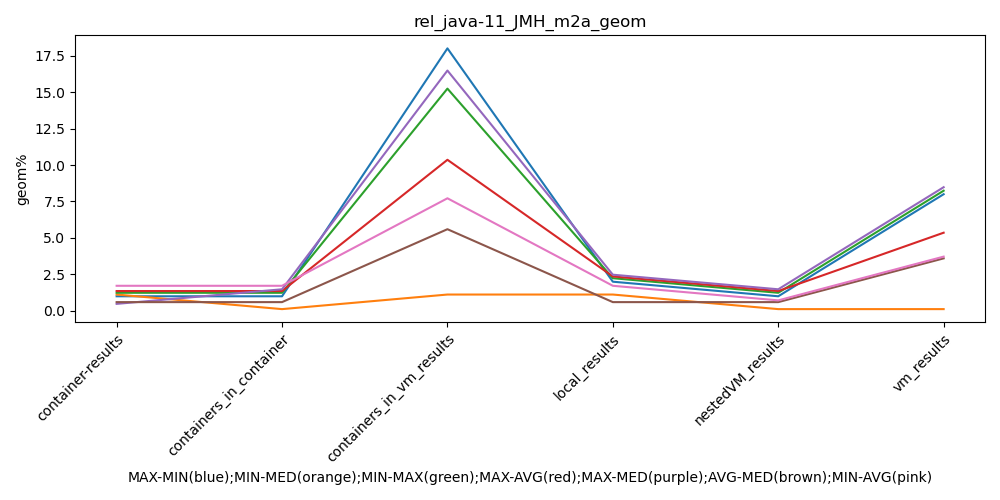 rel_java-11_JMH_m2a_geom
17.5
15.0
12.5
10.0
7.5
5.0
2.5
0.0
geom%
container-results
containers_in_container
containers_in_vm_results
local_results
nestedVM_results
vm_results
MAX-MIN(blue);MIN-MED(orange);MIN-MAX(green);MAX-AVG(red);MAX-MED(purple);AVG-MED(brown);MIN-AVG(pink)